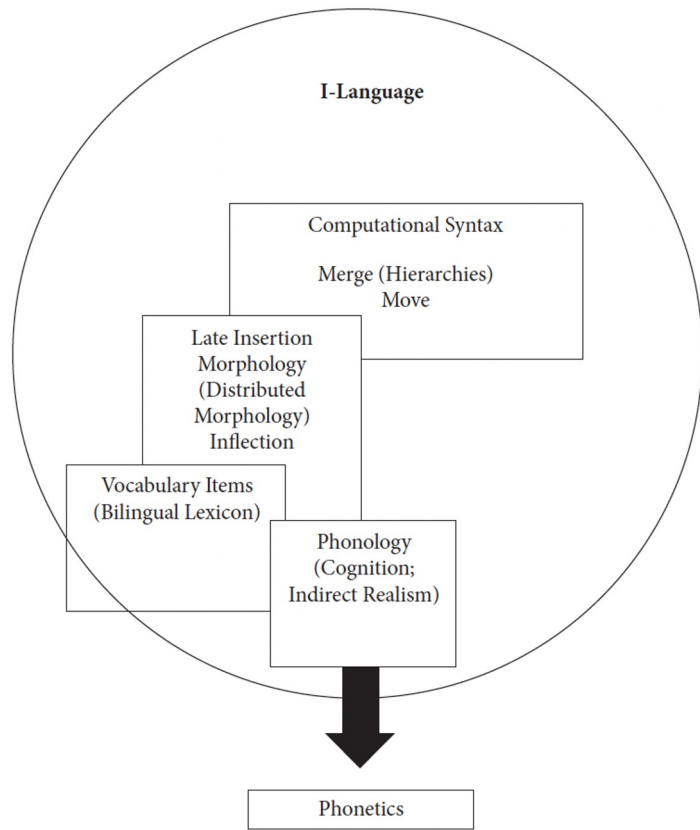 I-Language
Computational Syntax
Merge (Hierarchies)
Move
Late Insertion
Morphology
(Distributed
Morphology)
Inflection
Vocabulary Items
(Bilingual Lexicon)
Phonology
(Cognition;
Indirect Realism)
Phonetics